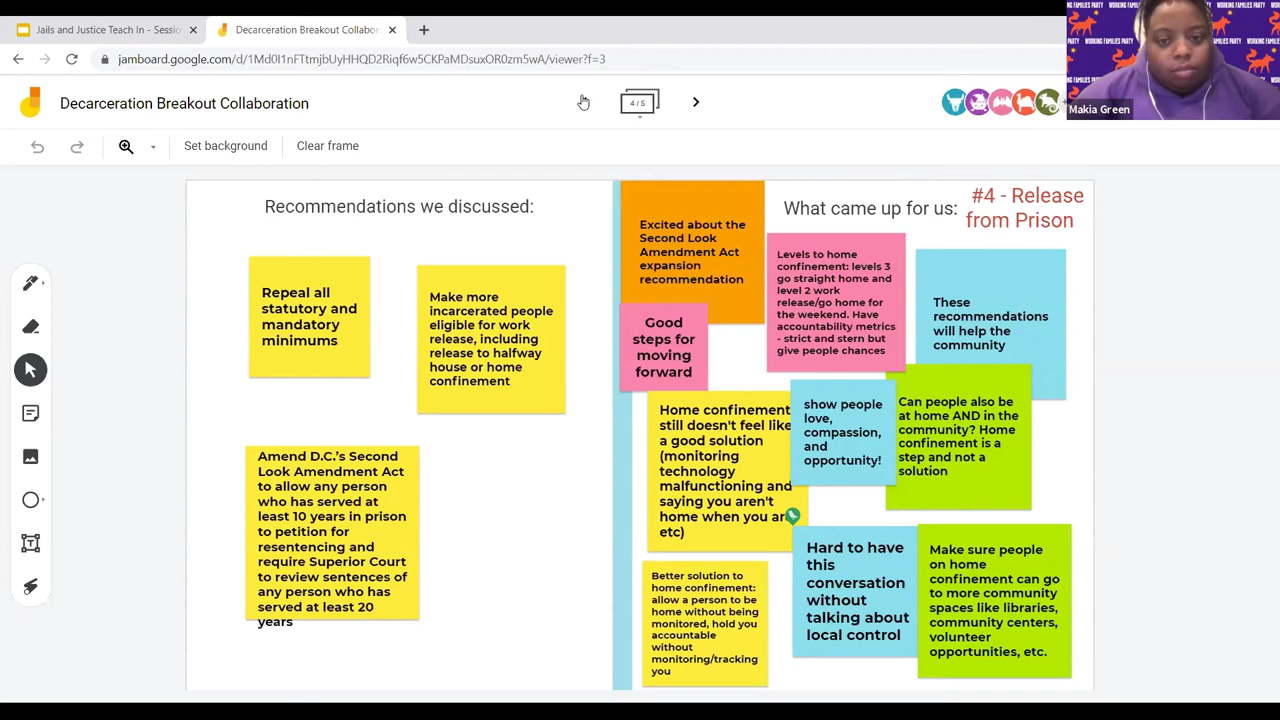 Jails and Justice Teach In - Sessio
Decarceration Breakout Collabor
jamboard.google.com/d/1Md0I1nFTtmjbUyHHQD2Riqf6w5CKPaMDsuxOR0zm5wA/viewer?f=3
WORKING FAMILIES PARTY
Makia Green
Decarceration Breakout Collaboration
4 / 5
Set background
Clear frame
Recommendations we discussed:
Repeal all
statutory and
mandatory
minimums
Make more
incarcerated people
eligible for work
release, including
release to halfway
house or home
confinement
Amend D.C.'s Second
Look Amendment Act
to allow any person
who has served at
least 10 years in prison
to petition for
resentencing and
require Superior Court
to review sentences of
any person who has
served at least 20
years
What came up for us:
#4 - Release
from Prison
Excited about the
Second Look
Amendment Act
expansion
recommendation
Good
steps for
moving
forward
Levels to home
confinement: levels 3
go straight home and
level 2 work
release/go home for
the weekend. Have
accountability metrics
- strict and stern but
give people chances
These
recommendations
will help the
community
Home confinement
still doesn't feel like
a good solution
(monitoring
technology
malfunctioning and
saying you aren't
home when you are
etc)
show people
love,
compassion,
and
opportunity!
Can people also be
at home AND in the
community? Home
confinement is a
step and not a
solution
Better solution to
home confinement:
allow a person to be
home without being
monitored, hold you
accountable
without
monitoring/tracking
you
Hard to have
this
conversation
without
talking about
local control
Make sure people
on home
confinement can go
to more community
spaces like libraries,
community centers,
volunteer
opportunities, etc.